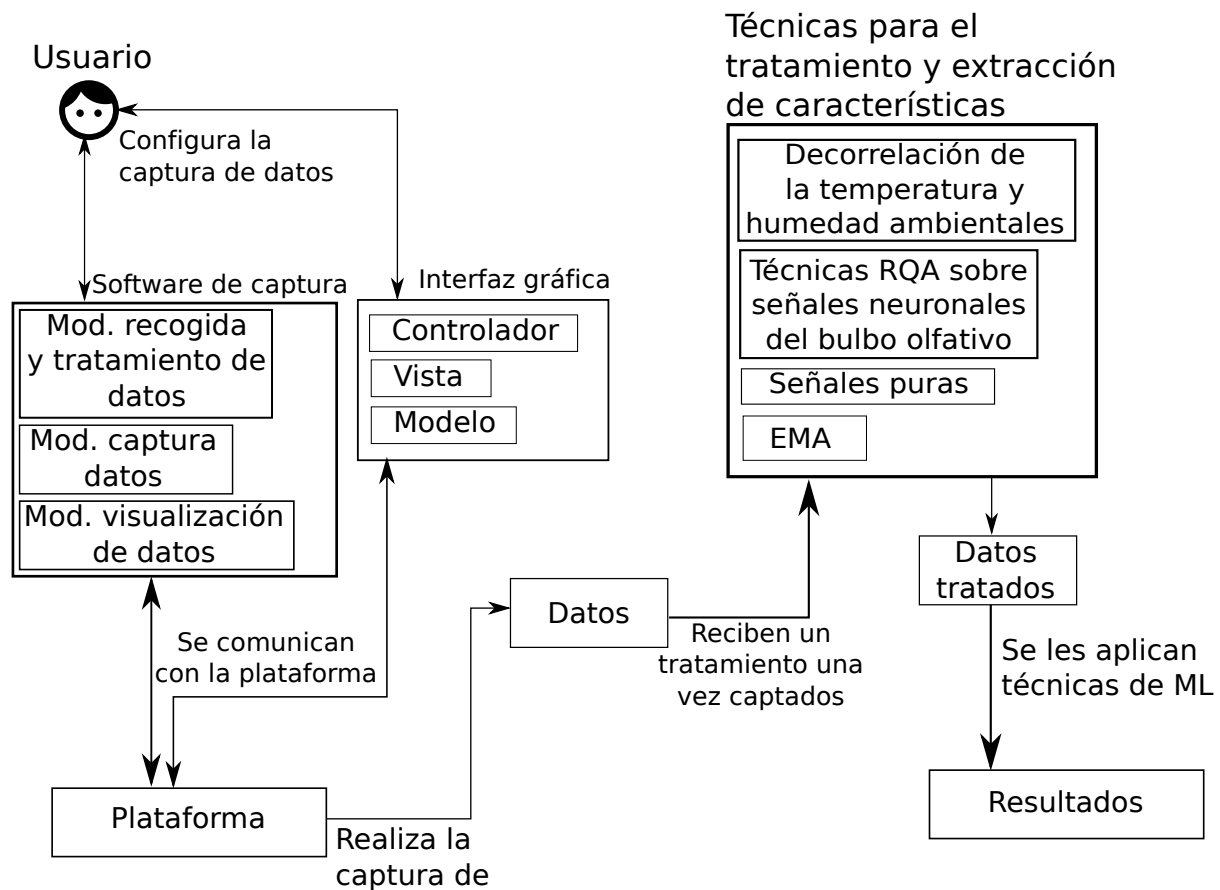 Usuario
Configura la
captura de datos
Software de captura
Mod. recogida
y tratamiento de
datos
Mod. captura
datos
Mod. visualización
de datos
Interfaz gráfica
Controlador
Vista
Modelo
Se comunican
con la plataforma
Plataforma
Realiza la
captura de
Datos
Reciben un
tratamiento una
vez captados
Técnicas para el
tratamiento y extracción
de características
Decorrelación de
la temperatura y
humedad ambientales
Técnicas RQA sobre
señales neuronales
del bulbo olfativo
Señales puras
EMA
Datos
tratados
Se les aplican
técnicas de ML
Resultados